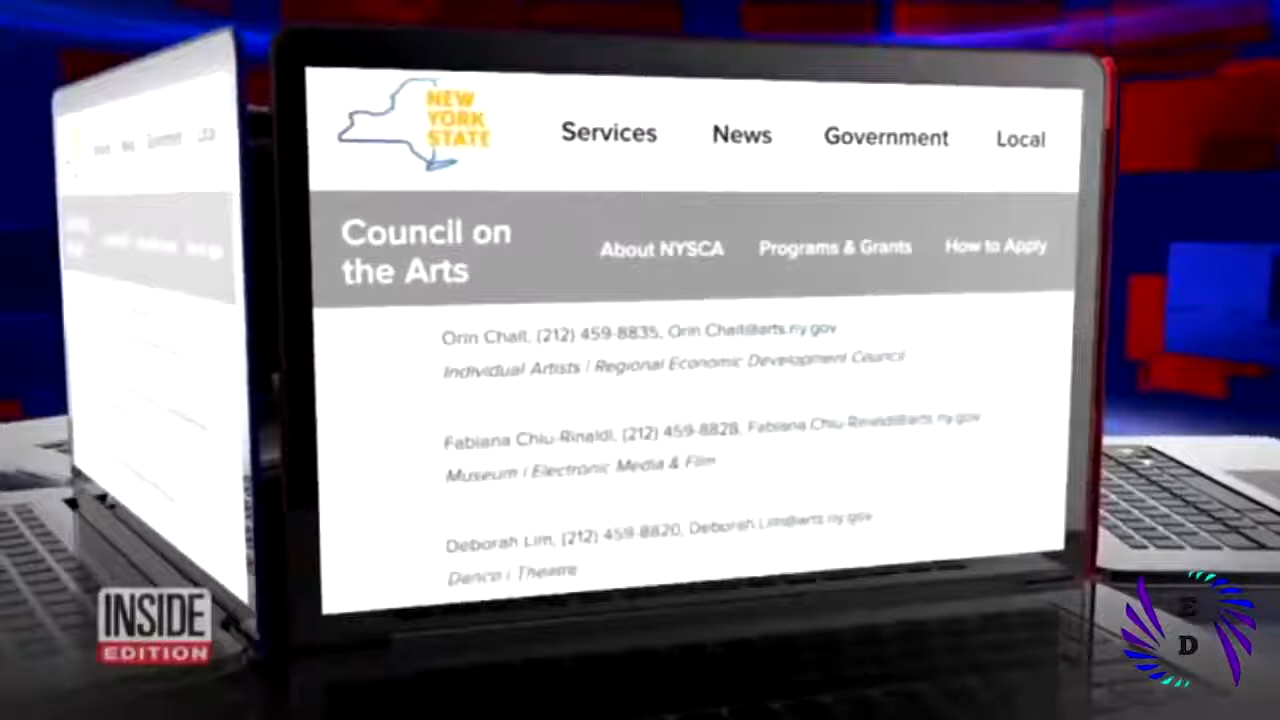 NEW
YORK
STATE
Services News Government Local
Council on
the Arts
About NYSCA Programs & Grants How to Apply
Orin Chait, (212) 459-8835, Orin Chait@arts.ny.gov
Individual Artists | Regional Economic Development Council
Fabiana Chiu-Rinaldi, (212) 459-8828, Fabiana Chiu-Rinaldi@arts.ny.gov
Museum | Electronic Media & Film
Deborah Lim, (212) 459-8820, Deborah Lim@arts.ny.gov
Dance | Theatre
INSIDE
EDITION
D